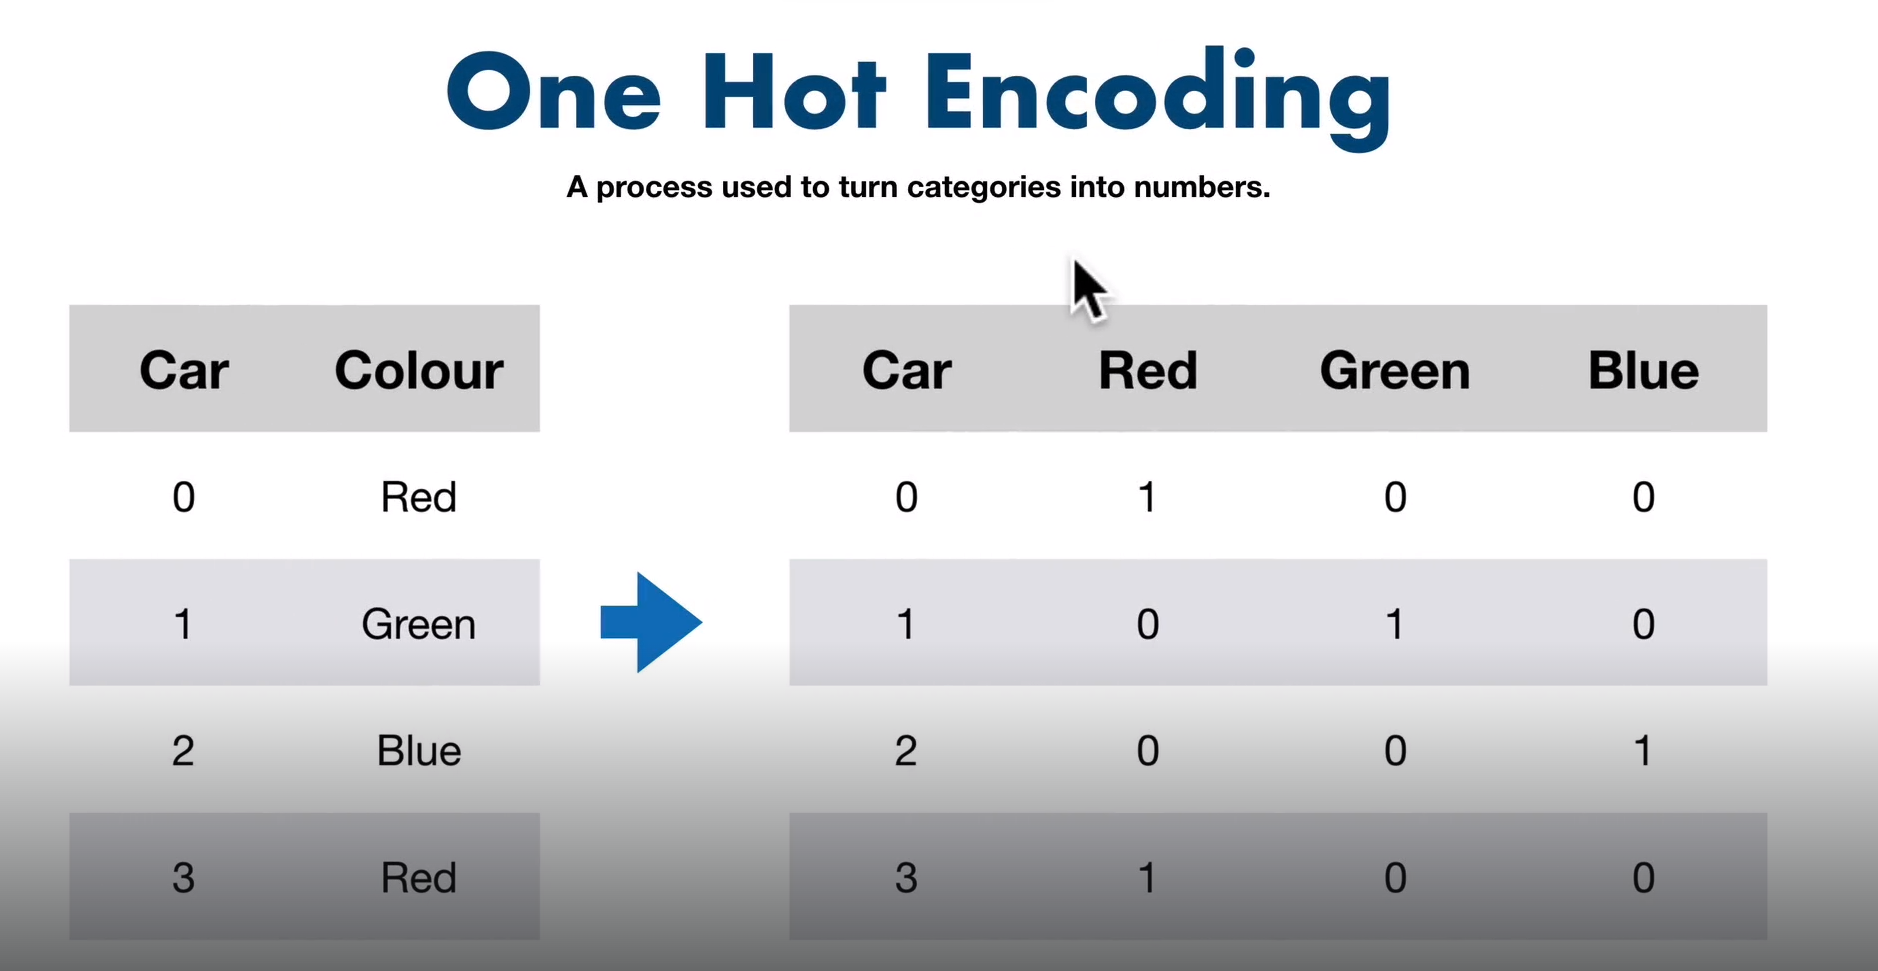 One Hot Encoding
A process used to turn categories into numbers.
Car Colour
0 Red
1 Green
2 Blue
3 Red
Car Red Green Blue
0 1 0 0
1 0 1 0
2 0 0 1
3 1 0 0